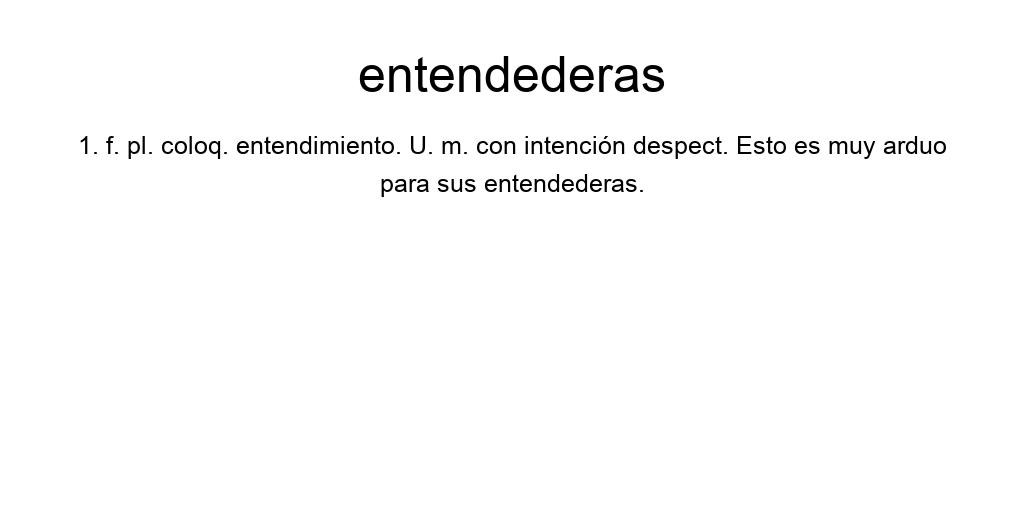 entendederas
1. f. pl. coloq. entendimiento. U. m. con intención despect. Esto es muy arduo
para sus entendederas.